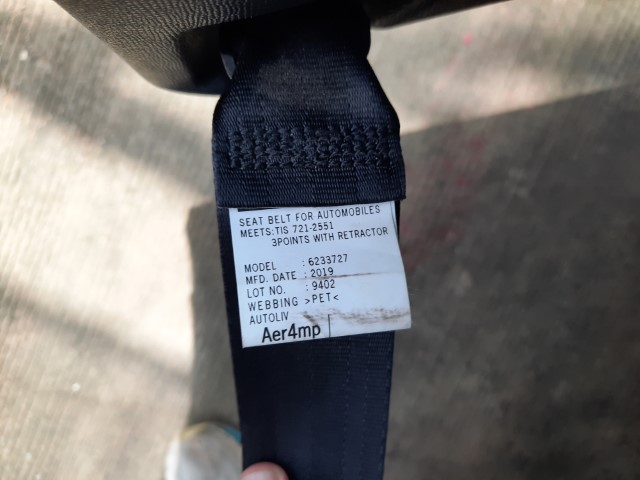 SEAT BELT FOR AUTOMOBILES
MEETS:TIS 721-2551
3POINTS WITH RETRACTOR
MODEL : 6233727
MFD. DATE : 2019
LOT NO. : 9402
WEBBING >PET<
AUTOLIV
Aer4mp